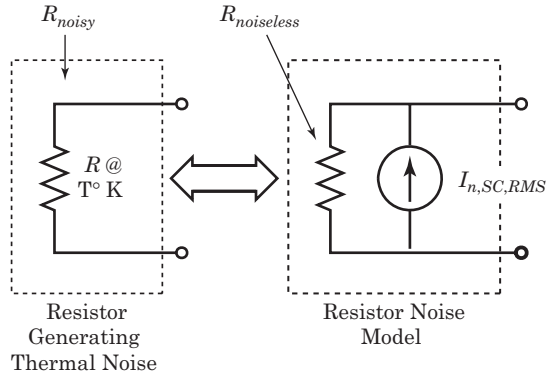 R_noisy
R_noiseless
R @
T° K
I_n,SC,RMS
Resistor
Generating
Thermal Noise
Resistor Noise
Model